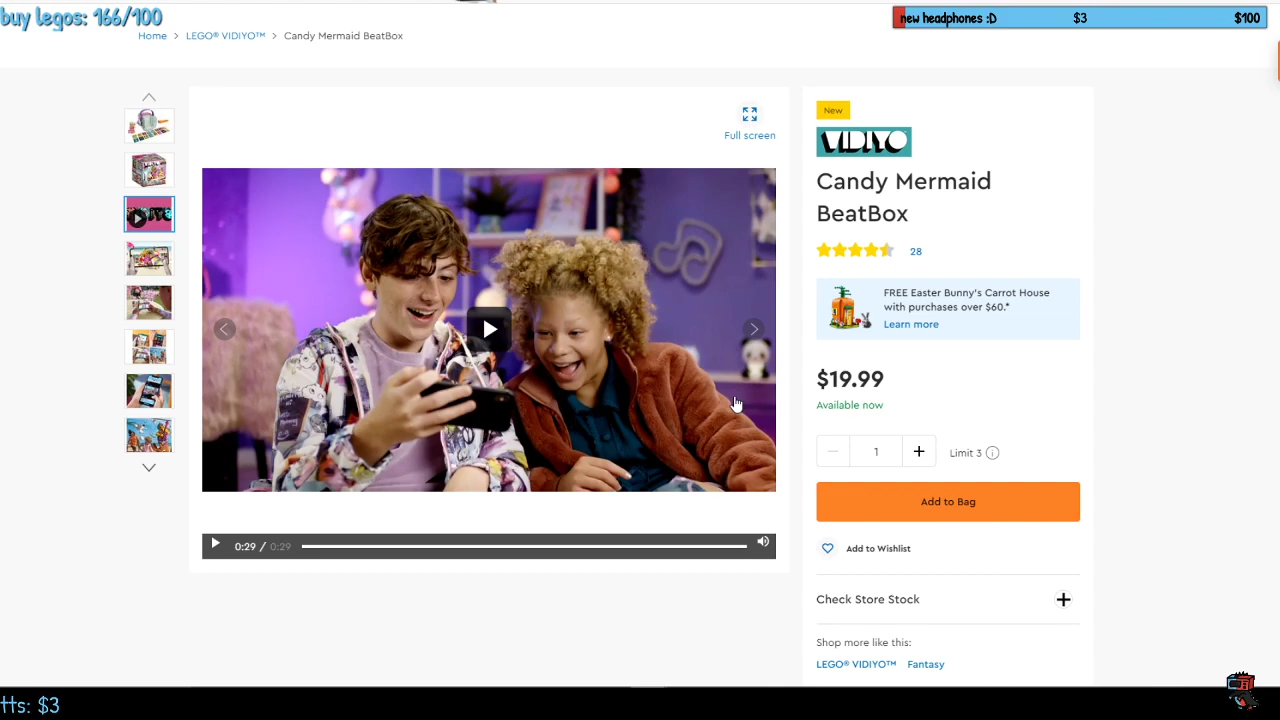 buy legos: 166/100
new headphones :D $3 $100
Home > LEGO® VIDIYO™ > Candy Mermaid BeatBox
Full screen
New
VIDIYO
Candy Mermaid
BeatBox
28
FREE Easter Bunny's Carrot House
with purchases over $60.*
Learn more
$19.99
Available now
1
Limit 3
Add to Bag
0:29 / 0:29
Add to Wishlist
Check Store Stock
Shop more like this:
LEGO® VIDIYO™ Fantasy
tts: $3